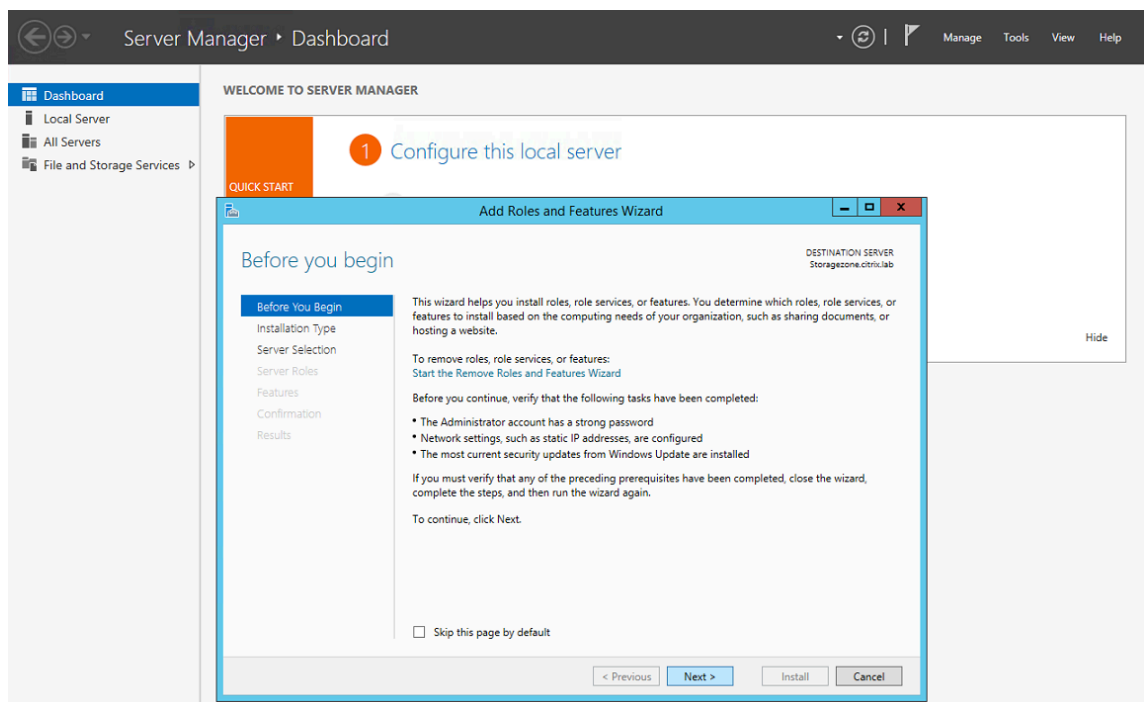 Server Manager ‣ Dashboard
Manage Tools View Help
Dashboard
Local Server
All Servers
File and Storage Services
WELCOME TO SERVER MANAGER
1 Configure this local server
QUICK START
Add Roles and Features Wizard
Before you begin
DESTINATION SERVER
Storagezone.citrix.lab
Before You Begin
Installation Type
Server Selection
Server Roles
Features
Confirmation
Results
This wizard helps you install roles, role services, or features. You determine which roles, role services, or
features to install based on the computing needs of your organization, such as sharing documents, or
hosting a website.
To remove roles, role services, or features:
Start the Remove Roles and Features Wizard
Before you continue, verify that the following tasks have been completed:
• The Administrator account has a strong password
• Network settings, such as static IP addresses, are configured
• The most current security updates from Windows Update are installed
If you must verify that any of the preceding prerequisites have been completed, close the wizard,
complete the steps, and then run the wizard again.
To continue, click Next.
Skip this page by default
< Previous Next > Install Cancel
Hide